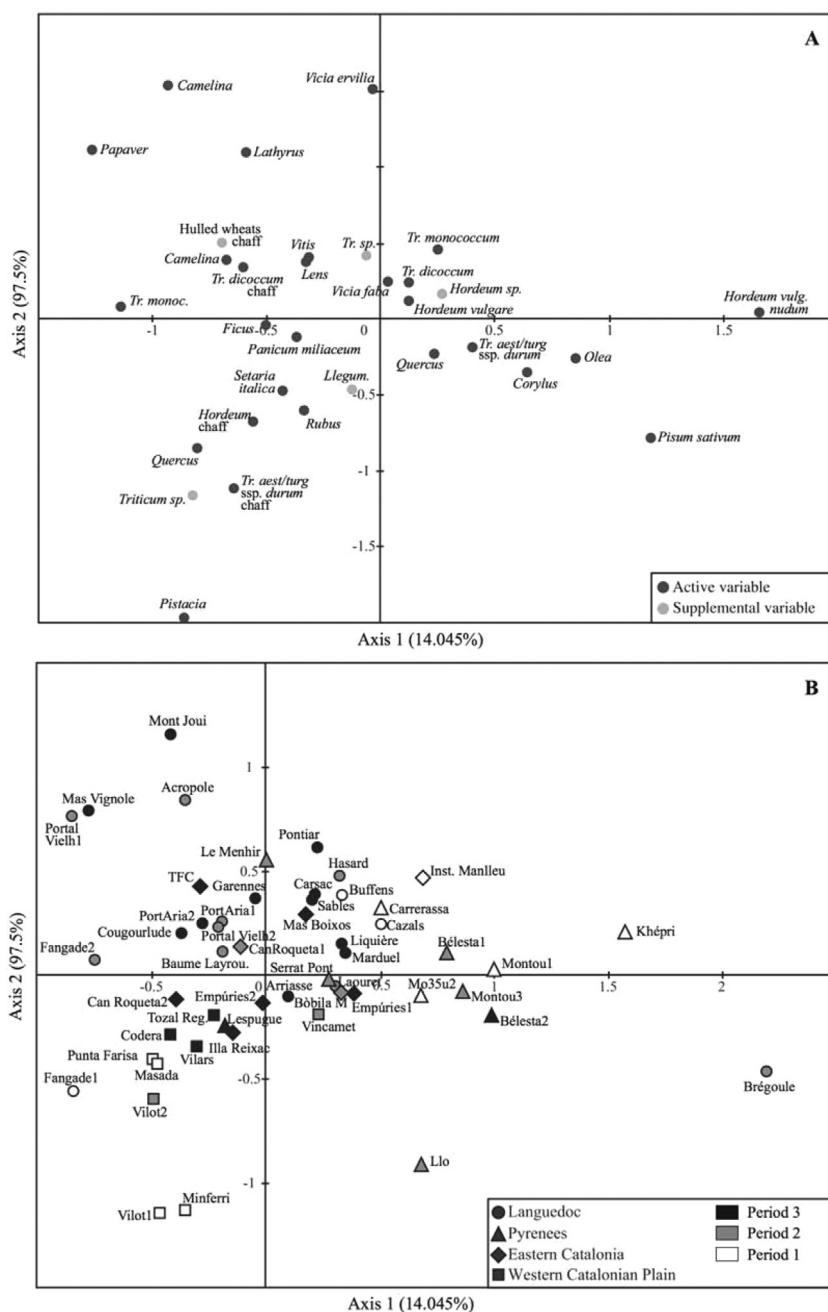 A
Camelina
Vicia ervilia
Papaver
Lathyrus
Hulled wheats
chaff
Vitis
Tr. sp.
Tr. monococcum
Camelina
Tr. dicoccum
chaff
Lens
Tr. dicoccum
Vicia faba
Hordeum sp.
Tr. monoc.
Hordeum vulgare
Hordeum vulg.
nudum
-1
-0.5
0
0.5
1
1.5
Ficus
Panicum miliaceum
Quercus
Tr. aest/turg
ssp. durum
Olea
Corylus
Setaria
italica
Llegum.
-0.5
Hordeum
chaff
Rubus
Pisum sativum
Quercus
Tr. aest/turg
ssp. durum
chaff
Triticum sp.
-1
-1.5
Pistacia
Active variable
Supplemental variable
Axis 2 (97.5%)
Axis 1 (14.045%)
B
Mont Joui
1
Acropole
Mas Vignole
Portal
Vielh1
Pontiar
Le Menhir
Hasard
0.5
Inst. Manlleu
TFC
Garennes
Carsac
Buffens
Sables
Carrerassa
PortAria2
PortAria1
Mas Boixos
Cazals
Khépri
Cougourlude
Portal Vielh2
Liquière
Bélesta1
Fangade2
CanRoqueta1
Marduel
Baume Layrou.
Serrat Pont
Montou1
-0.5
0
Laouret
Mo35u2
0.5
1
1.5
2
Can Roqueta2
Empúries2
Arriasse
Bòbila M
Empúries1
Montou3
Tozal Reg.
Lespugue
Vincamet
Bélesta2
Codera
Illa Reixac
Vilars
Punta Farisa
Masada
Fangade1
-0.5
Brégoule
Vilot2
Llo
-1
Minferri
Vilot1
Languedoc
Pyrenees
Eastern Catalonia
Western Catalonian Plain
Period 3
Period 2
Period 1
Axis 2 (97.5%)
Axis 1 (14.045%)